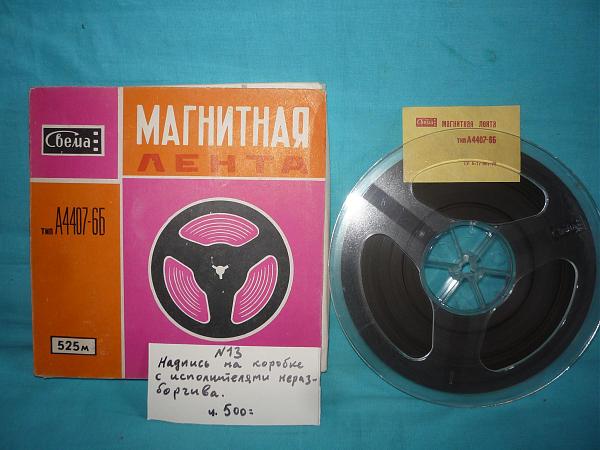 Свема
МАГНИТНАЯ
ЛЕНТА
тип А4407-6Б
525м
N13
Надпись на коробке
с исполнителями нераз-
борчива.
ц. 500=
Свема магнитная лента
тип А4407-6Б